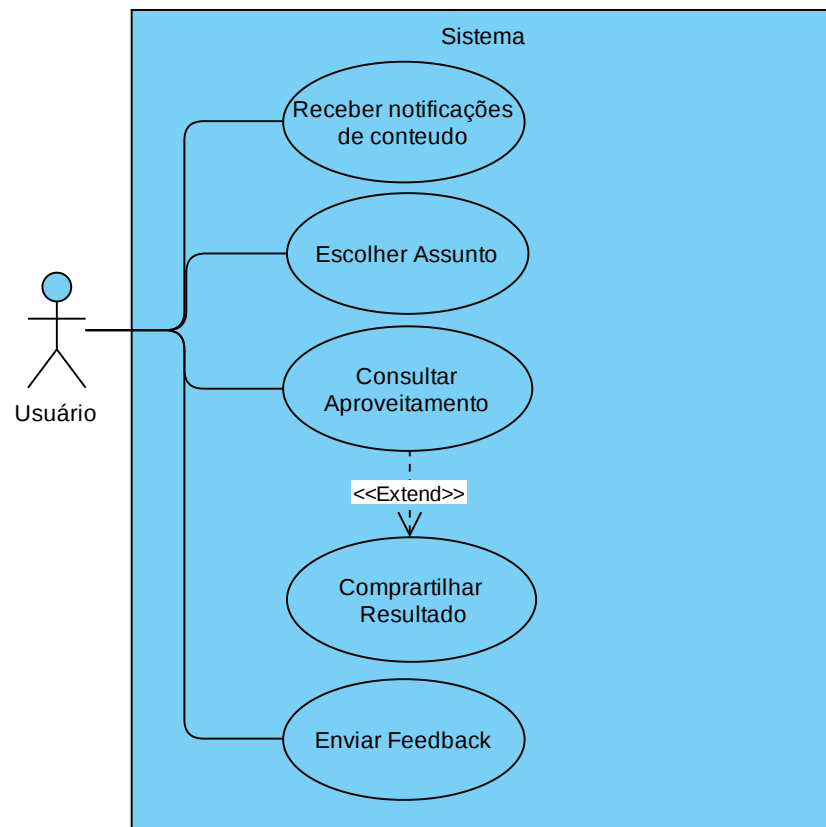 Sistema
Receber notificações
de conteudo
Escolher Assunto
Consultar
Aproveitamento
Usuário
<<Extend>>
Comprartilhar
Resultado
Enviar Feedback